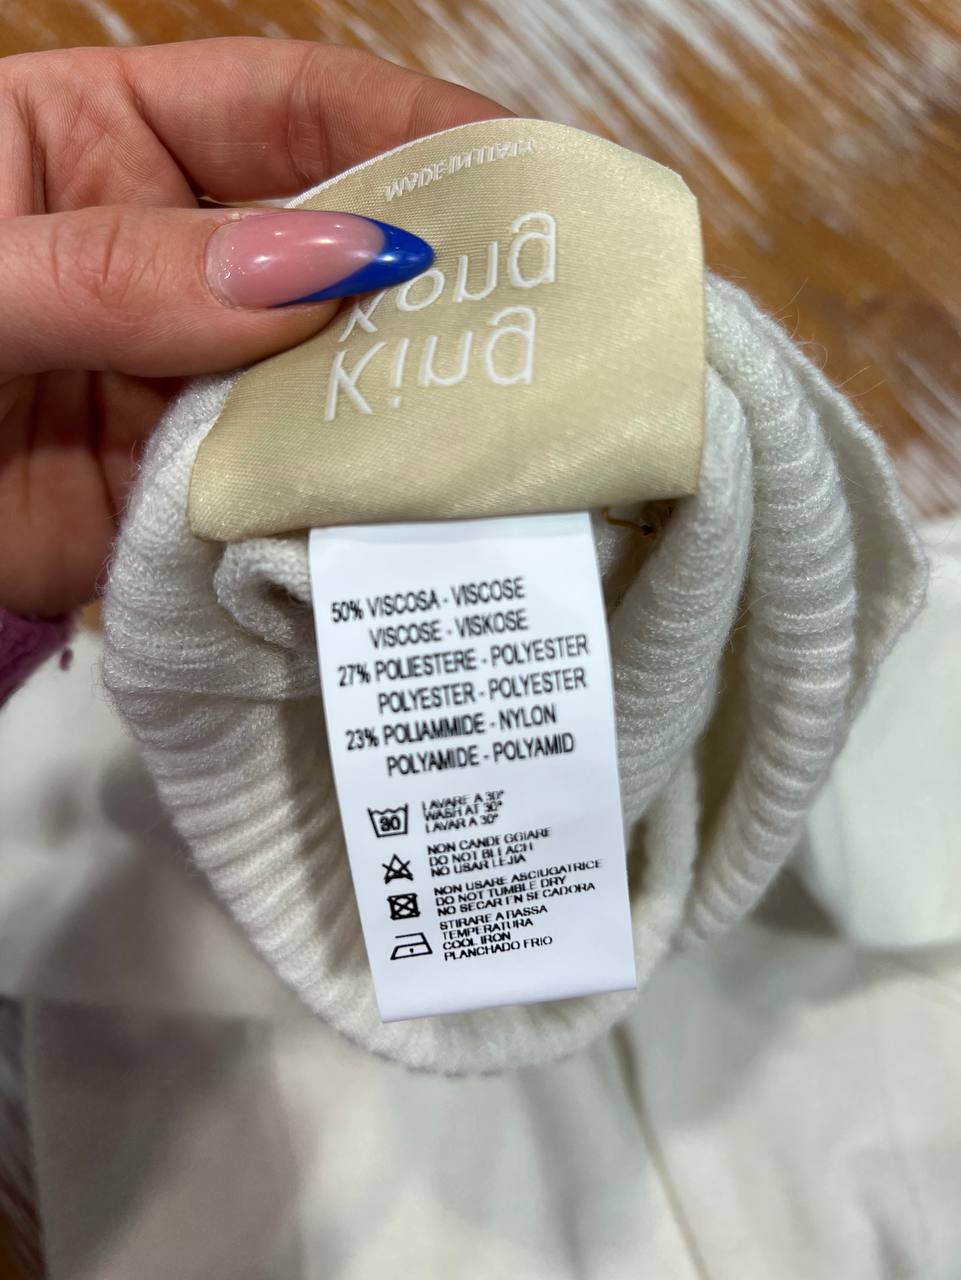 King
Kong
MADE IN ITALY
50% VISCOSA - VISCOSE
VISCOSE - VISKOSE
27% POLIESTERE - POLYESTER
POLYESTER - POLYESTER
23% POLIAMMIDE - NYLON
POLYAMIDE - POLYAMID
30
LAVARE A 30°
WASH AT 30°
LAVAR A 30°
NON CANDEGGIARE
DO NOT BLEACH
NO USAR LEJIA
NON USARE ASCIUGATRICE
DO NOT TUMBLE DRY
NO SECAR EN SECADORA
STIRARE A BASSA
TEMPERATURA
COOL IRON
PLANCHADO FRIO